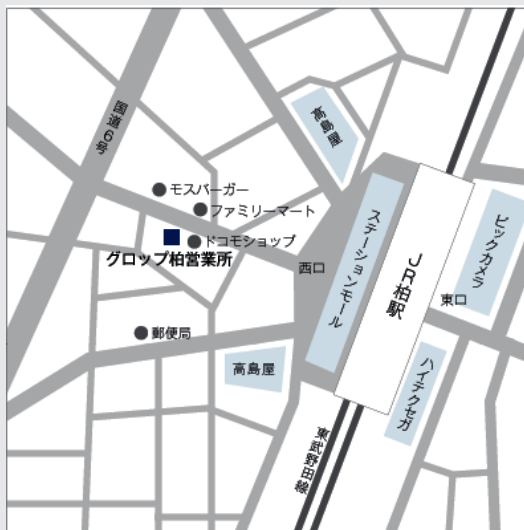 国道6号
高島屋
モスバーガー
ファミリーマート
ドコモショップ
グロップ柏営業所
西口
ステーションモール
JR柏駅
東口
ビックカメラ
郵便局
高島屋
ハイテクセガ
東武野田線